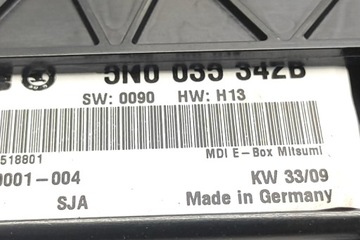 5N0 035 342B
SW: 0090 HW: H13
518801
MDI E-Box Mitsumi
0001-004
KW 33/09
SJA
Made in Germany